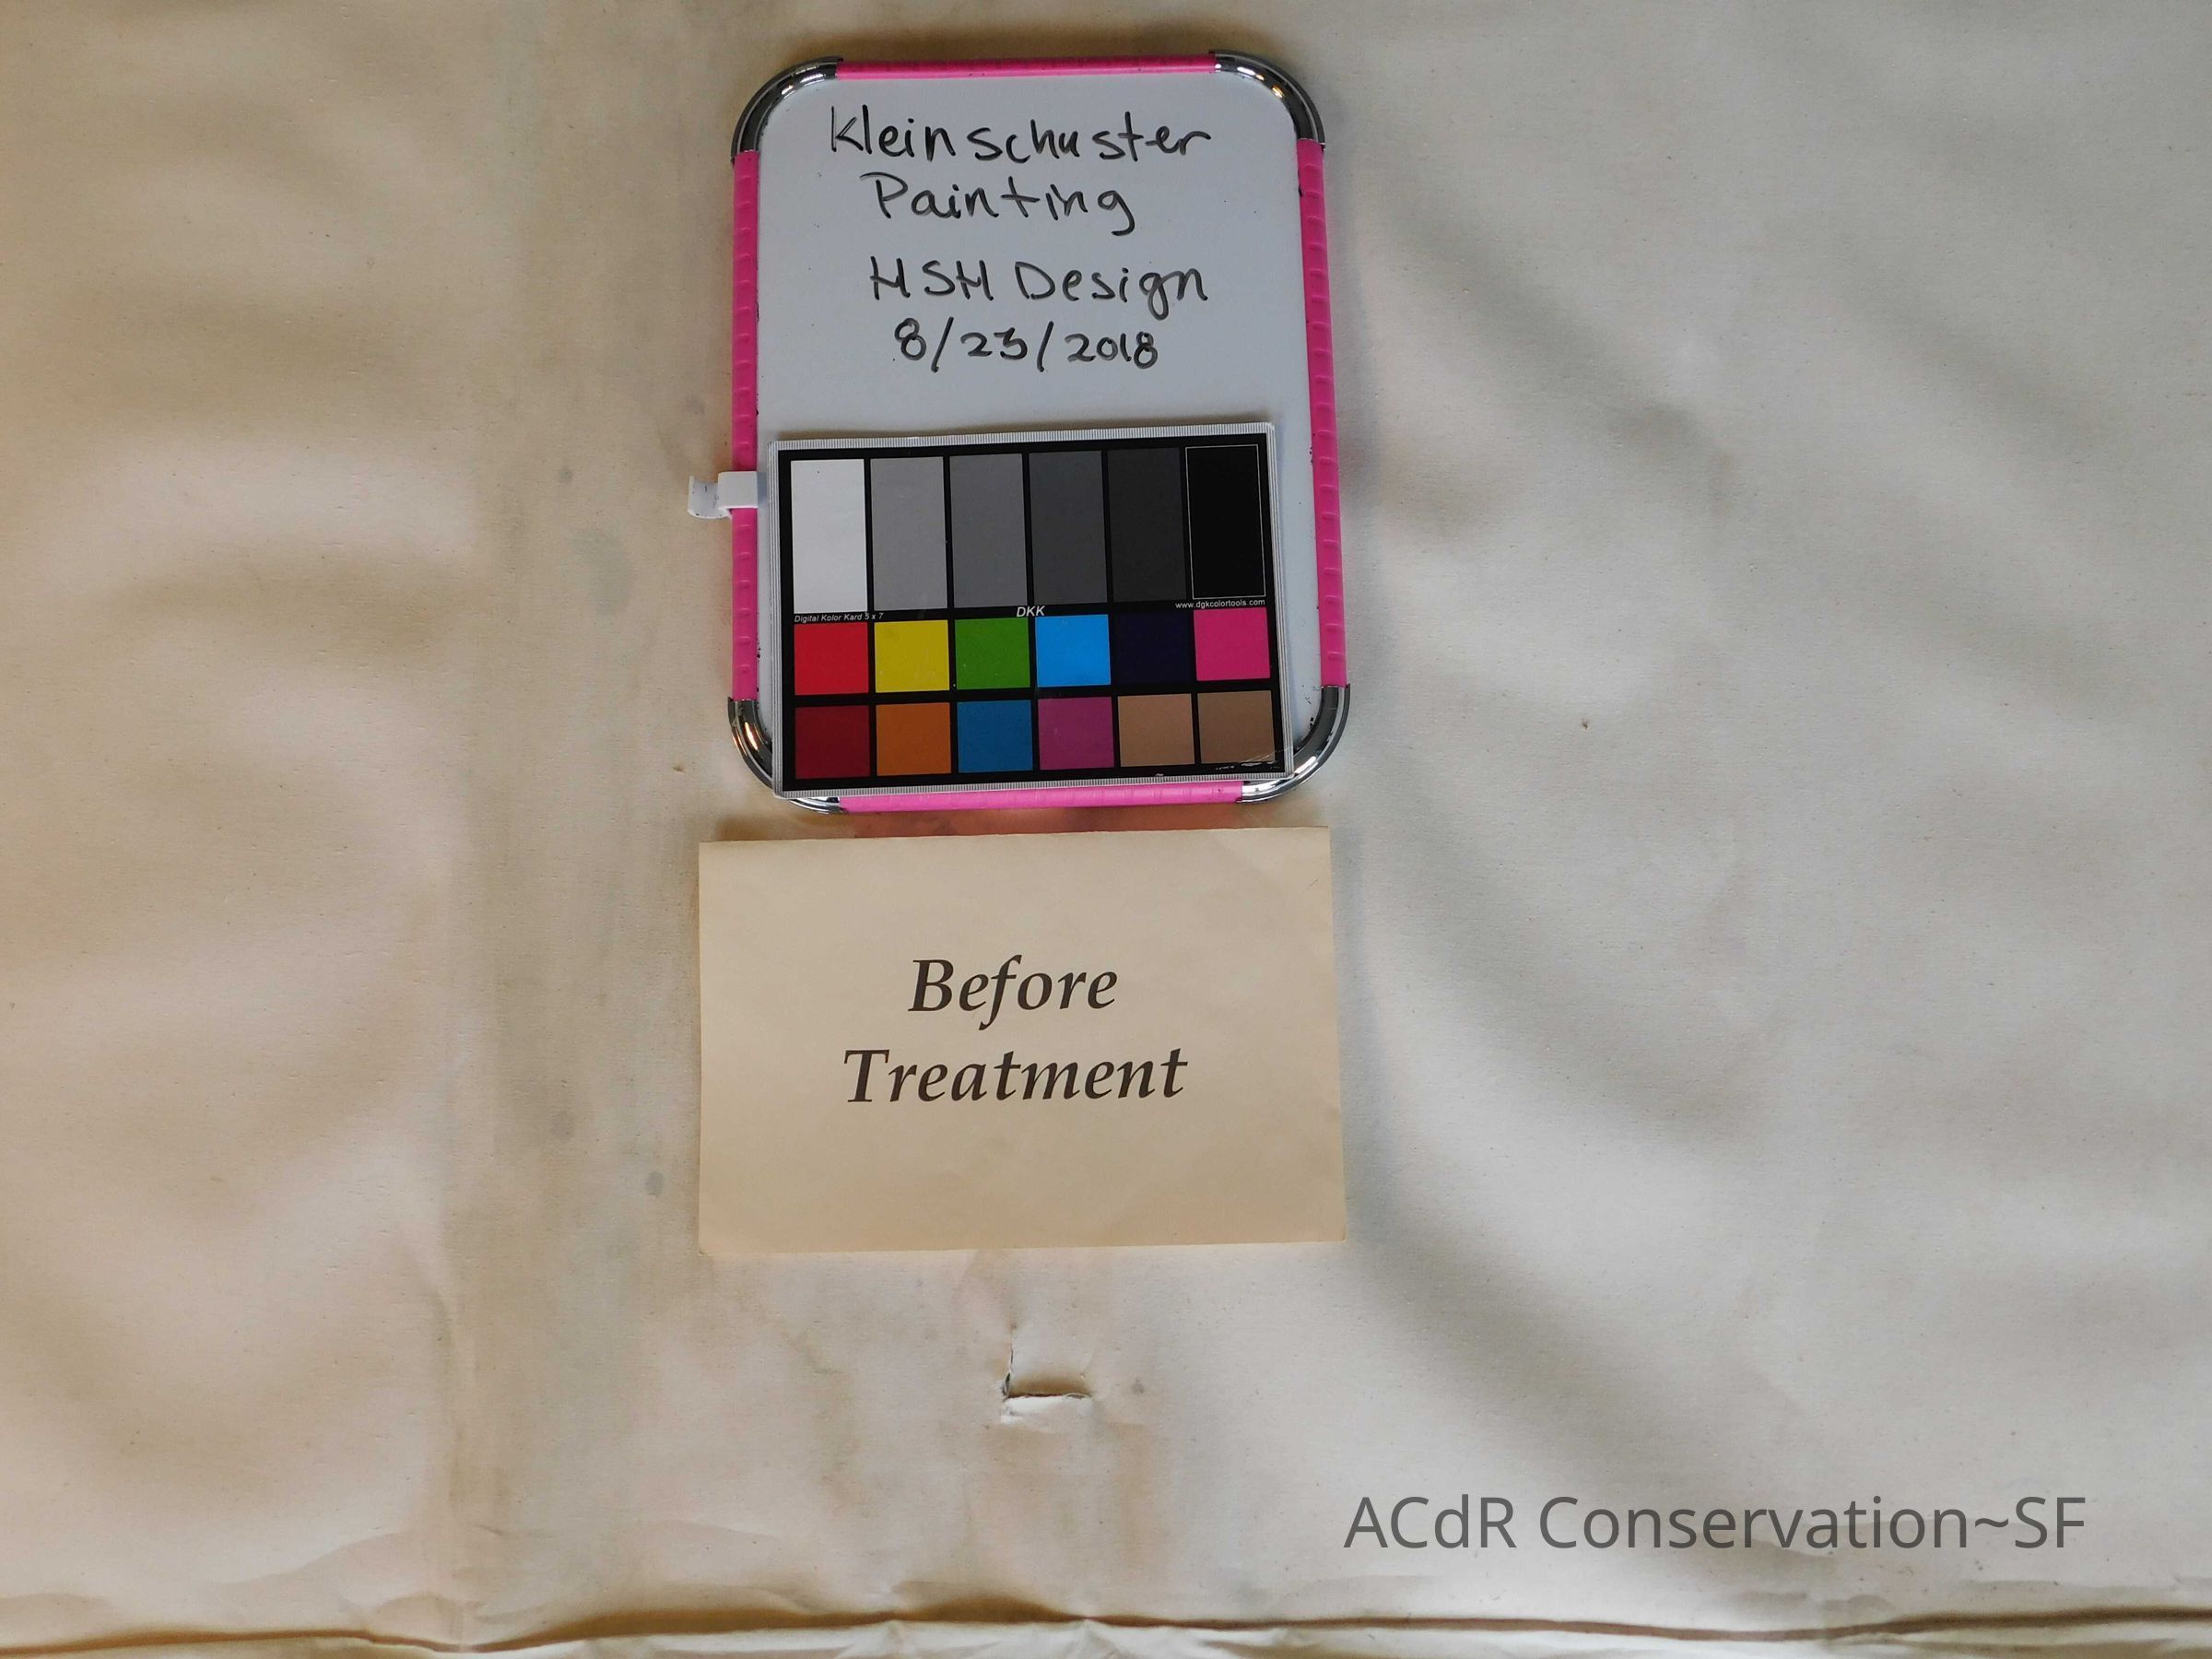 Kleinschuster
Painting
HSH Design
8/23/2018
Digital Kolor Kard 5 x 7
DKK
www.dgkcolortools.com
Before
Treatment
ACdR Conservation~SF